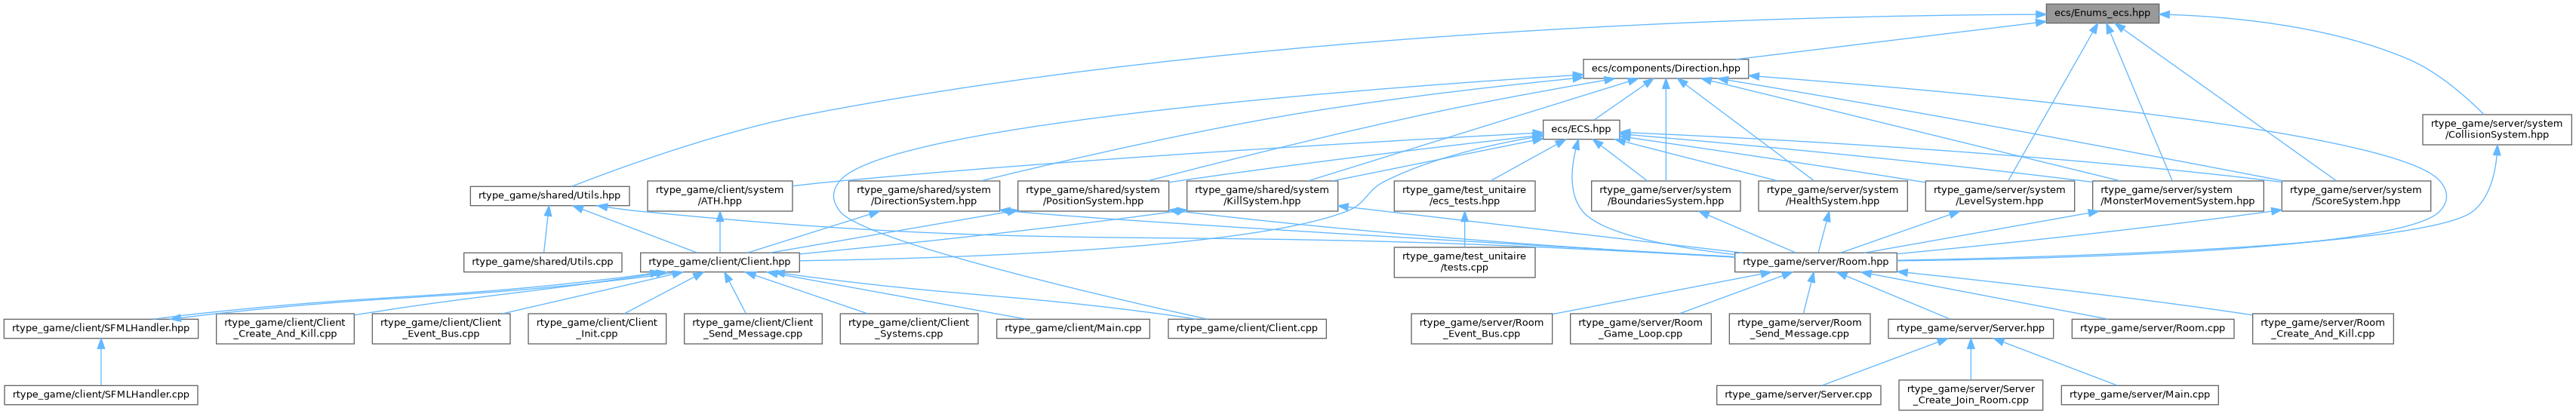 ecs/Enums_ecs.hpp
ecs/components/Direction.hpp
ecs/ECS.hpp
rtype_game/server/system
/CollisionSystem.hpp
rtype_game/shared/Utils.hpp
rtype_game/client/system
/ATH.hpp
rtype_game/shared/system
/DirectionSystem.hpp
rtype_game/shared/system
/PositionSystem.hpp
rtype_game/shared/system
/KillSystem.hpp
rtype_game/test_unitaire
/ecs_tests.hpp
rtype_game/server/system
/BoundariesSystem.hpp
rtype_game/server/system
/HealthSystem.hpp
rtype_game/server/system
/LevelSystem.hpp
rtype_game/server/system
/MonsterMovementSystem.hpp
rtype_game/server/system
/ScoreSystem.hpp
rtype_game/shared/Utils.cpp
rtype_game/client/Client.hpp
rtype_game/test_unitaire
/tests.cpp
rtype_game/server/Room.hpp
rtype_game/client/SFMLHandler.hpp
rtype_game/client/Client
_Create_And_Kill.cpp
rtype_game/client/Client
_Event_Bus.cpp
rtype_game/client/Client
_Init.cpp
rtype_game/client/Client
_Send_Message.cpp
rtype_game/client/Client
_Systems.cpp
rtype_game/client/Main.cpp
rtype_game/client/Client.cpp
rtype_game/server/Room
_Event_Bus.cpp
rtype_game/server/Room
_Game_Loop.cpp
rtype_game/server/Room
_Send_Message.cpp
rtype_game/server/Server.hpp
rtype_game/server/Room.cpp
rtype_game/server/Room
_Create_And_Kill.cpp
rtype_game/client/SFMLHandler.cpp
rtype_game/server/Server.cpp
rtype_game/server/Server
_Create_Join_Room.cpp
rtype_game/server/Main.cpp